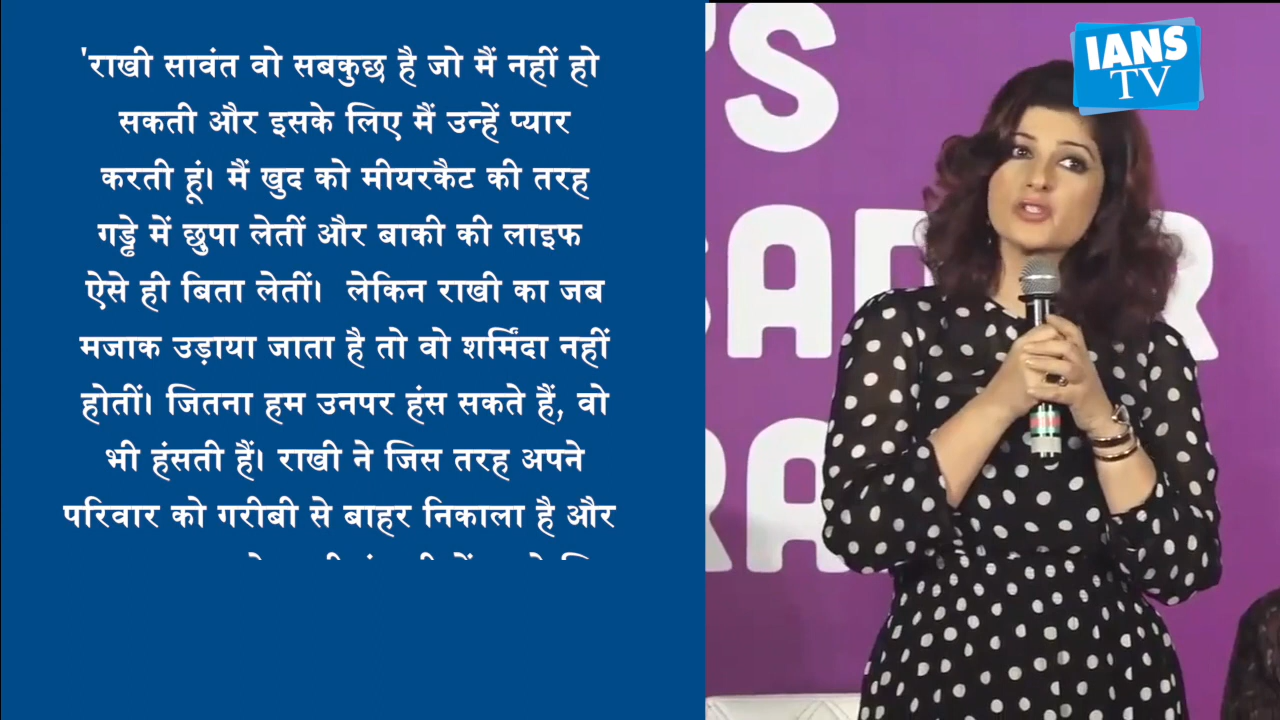 'राखी सावंत वो सबकुछ है जो मैं नहीं हो
सकती और इसके लिए मैं उन्हें प्यार
करती हूं। मैं खुद को मीयरकैट की तरह
गड्ढे में छुपा लेतीं और बाकी की लाइफ
ऐसे ही बिता लेतीं। लेकिन राखी का जब
मजाक उड़ाया जाता है तो वो शर्मिंदा नहीं
होतीं। जितना हम उनपर हंस सकते हैं, वो
भी हंसती हैं। राखी ने जिस तरह अपने
परिवार को गरीबी से बाहर निकाला है और
IANS
TV
'S